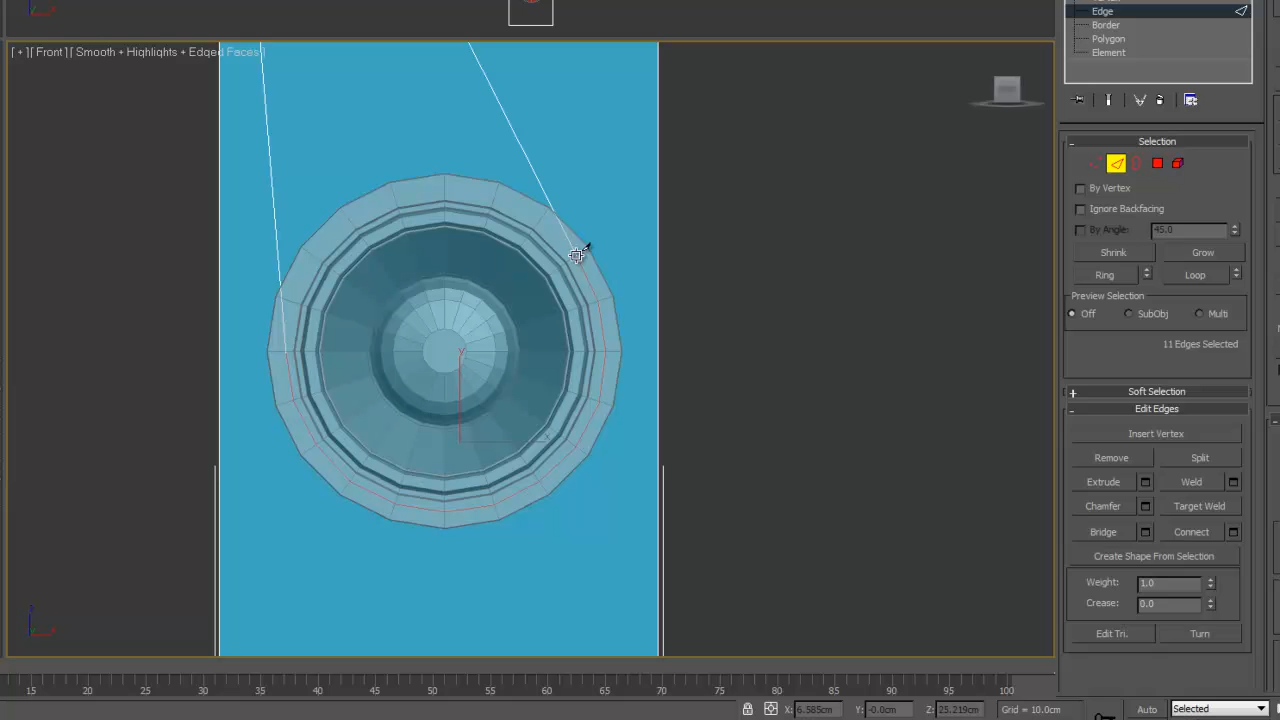 Edge
Border
Polygon
Element
[ + ][ Front ][ Smooth + Highlights + Edged Faces ]
Selection
By Vertex
Ignore Backfacing
By Angle: 45.0
Shrink Grow
Ring Loop
Preview Selection
Off SubObj Multi
11 Edges Selected
+ Soft Selection
- Edit Edges
Insert Vertex
Remove Split
Extrude Weld
Chamfer Target Weld
Bridge Connect
Create Shape From Selection
Weight: 1.0
Crease: 0.0
Edit Tri. Turn
15 20 25 30 35 40 45 50 55 60 65 70 75 80 85 90 95 100
X: 6.585cm Y: -0.0cm Z: 25.219cm Grid = 10.0cm Auto Selected